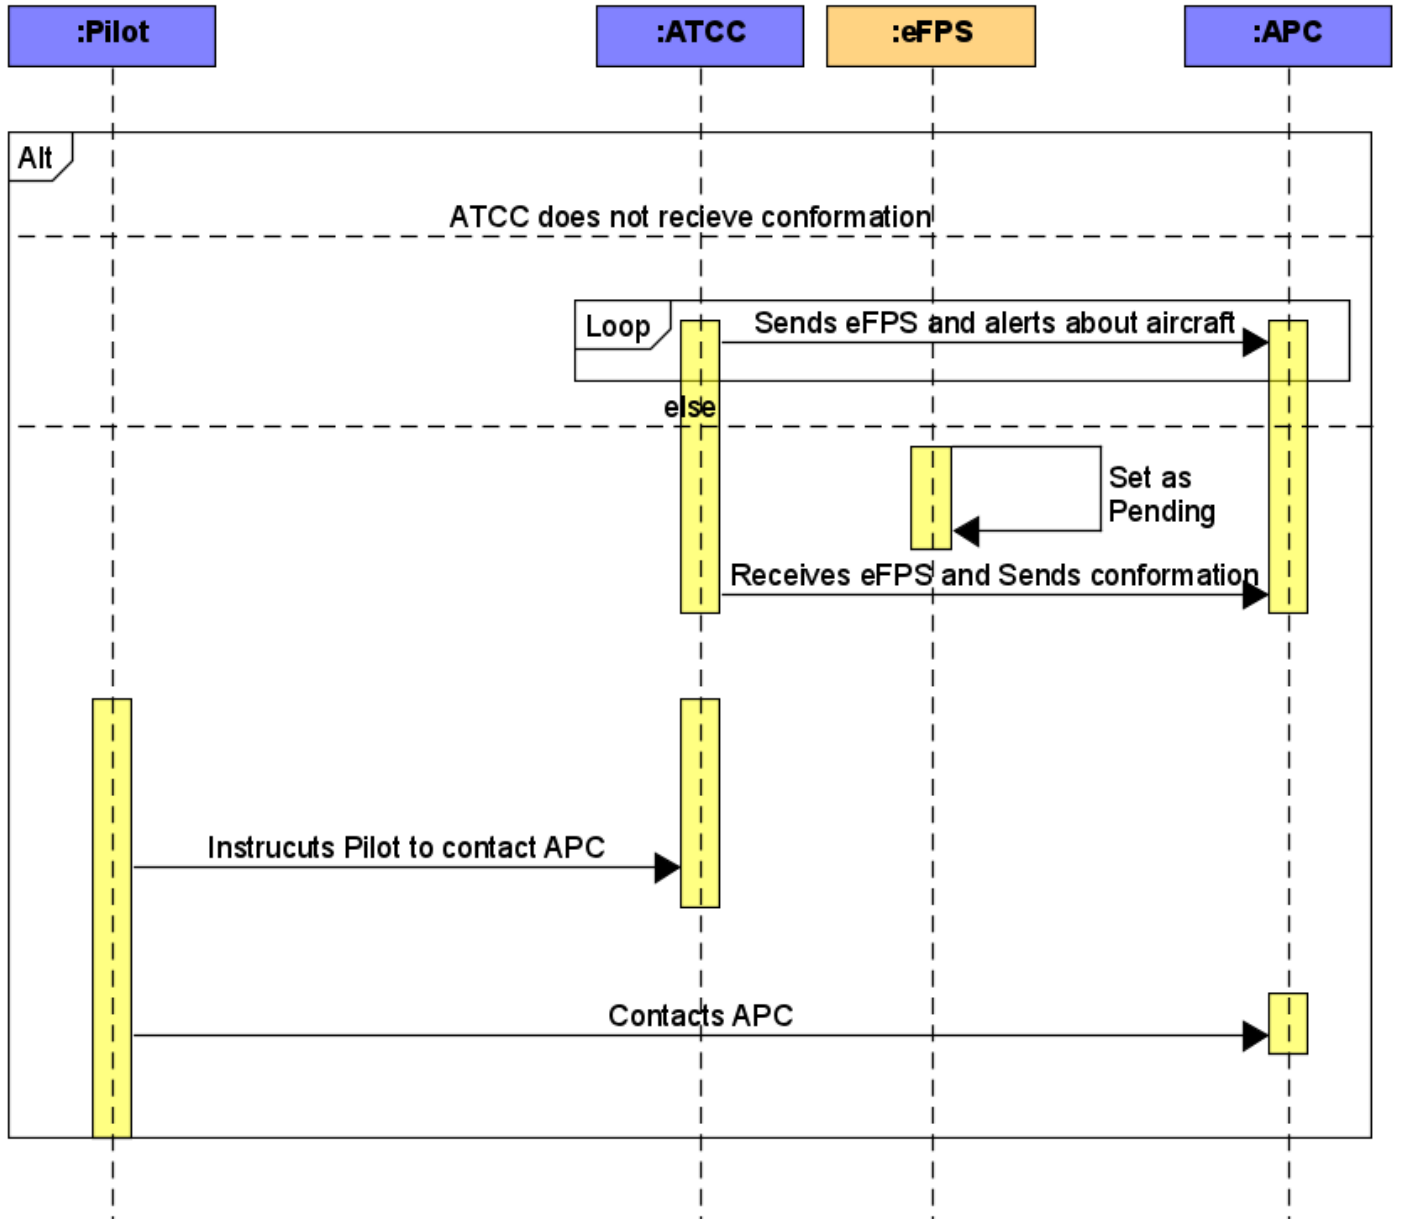 :Pilot
:ATCC
:eFPS
:APC
Alt
ATCC does not recieve conformation
Loop
Sends eFPS and alerts about aircraft
else
Set as
Pending
Receives eFPS and Sends conformation
Instrucuts Pilot to contact APC
Contacts APC